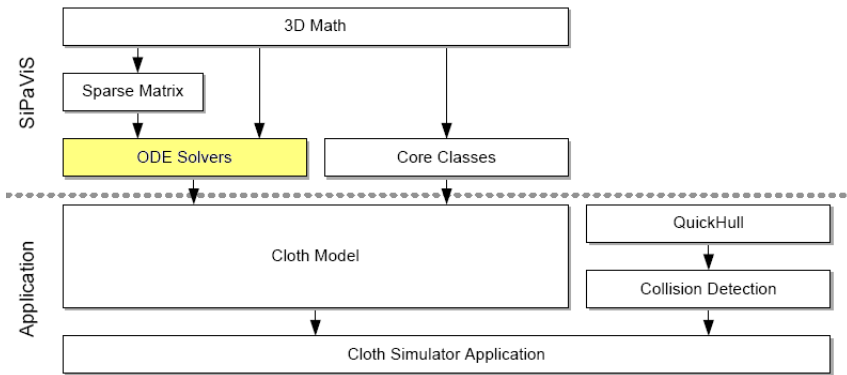 3D Math
SiPaViS
Sparse Matrix
ODE Solvers
Core Classes
Application
Cloth Model
QuickHull
Collision Detection
Cloth Simulator Application